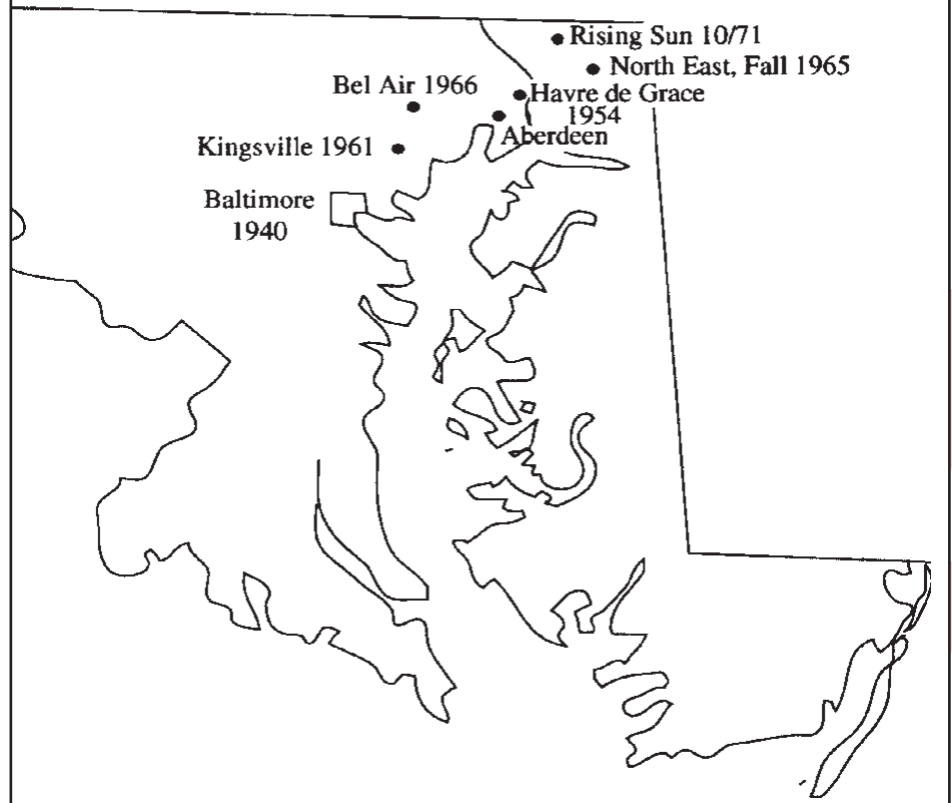 Rising Sun 10/71
North East, Fall 1965
Bel Air 1966
Havre de Grace
1954
Aberdeen
Kingsville 1961
Baltimore
1940